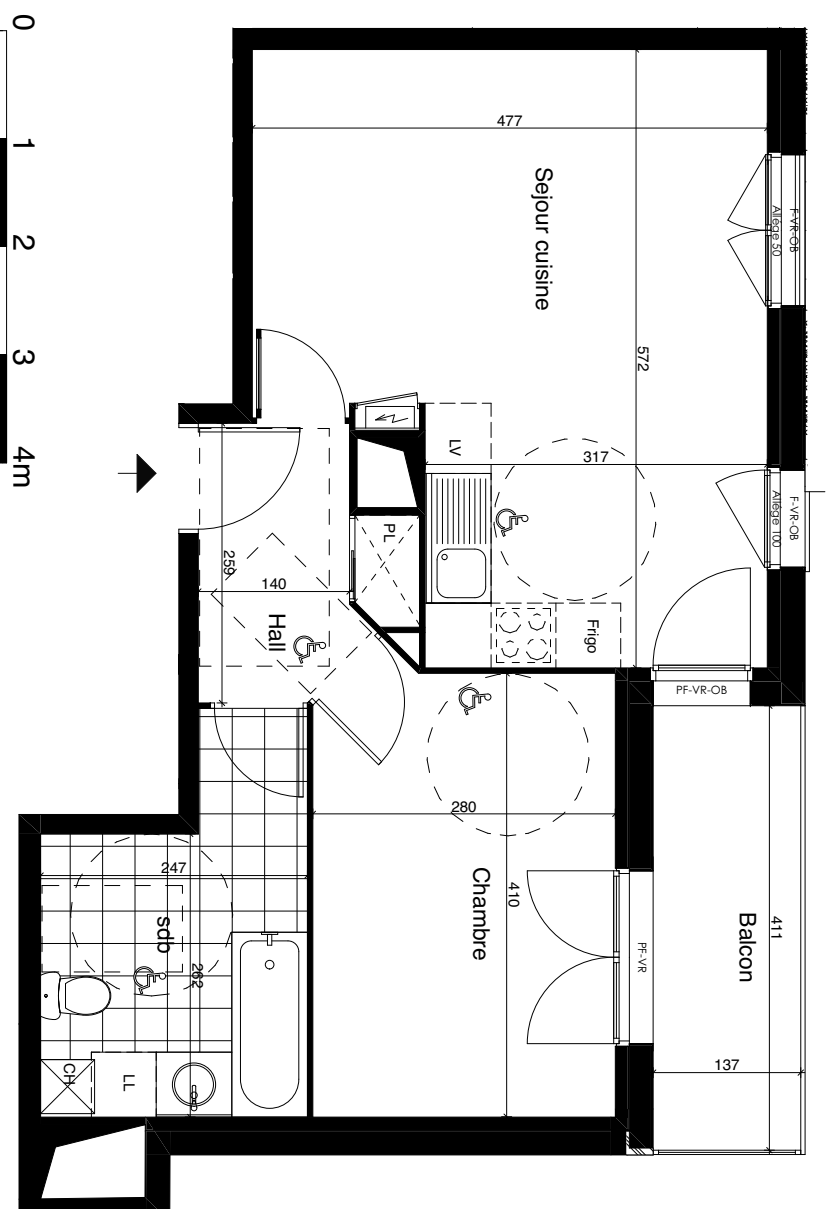 0
1
2
3
4m
477
Sejour cuisine
F-VR-OB
Allège 50
572
LV
317
F-VR-OB
Allège 100
PL
259
140
Hall
Frigo
PF-VR-OB
280
Chambre
410
PF-VR
Balcon
411
137
247
sdb
262
CH
LL